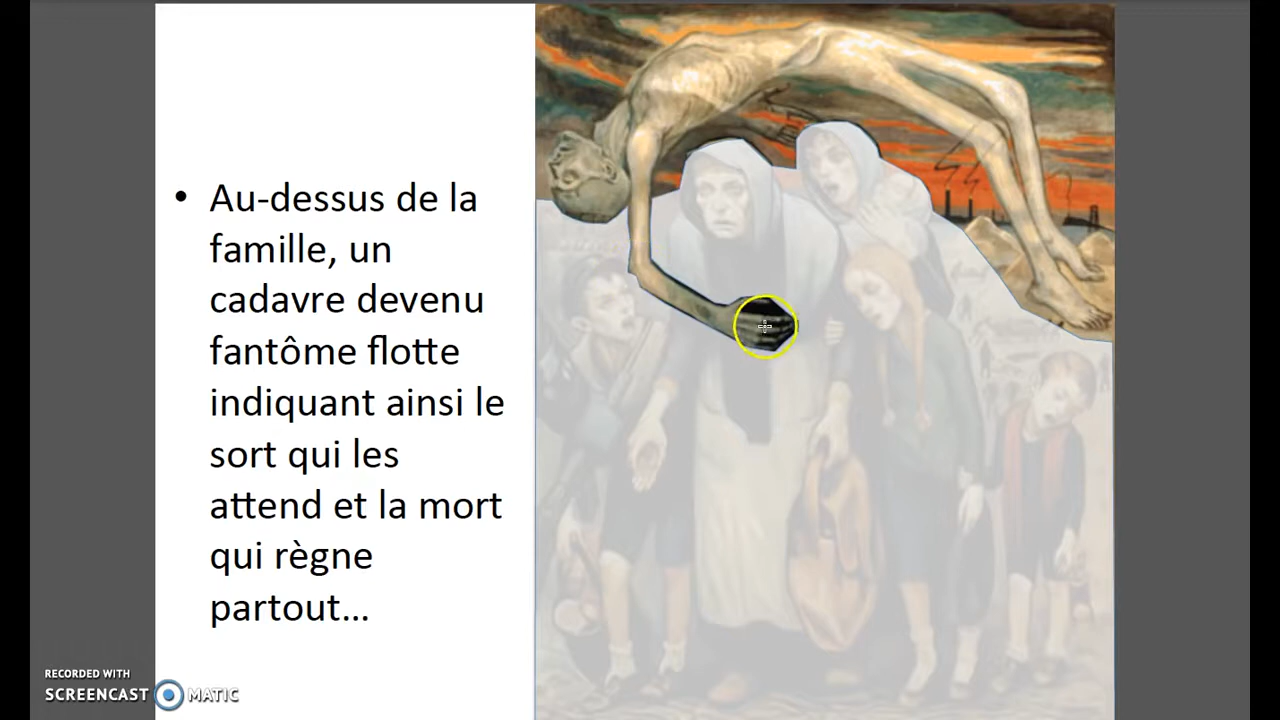 • Au-dessus de la
famille, un
cadavre devenu
fantôme flotte
indiquant ainsi le
sort qui les
attend et la mort
qui règne
partout…
RECORDED WITH
SCREENCAST MATIC